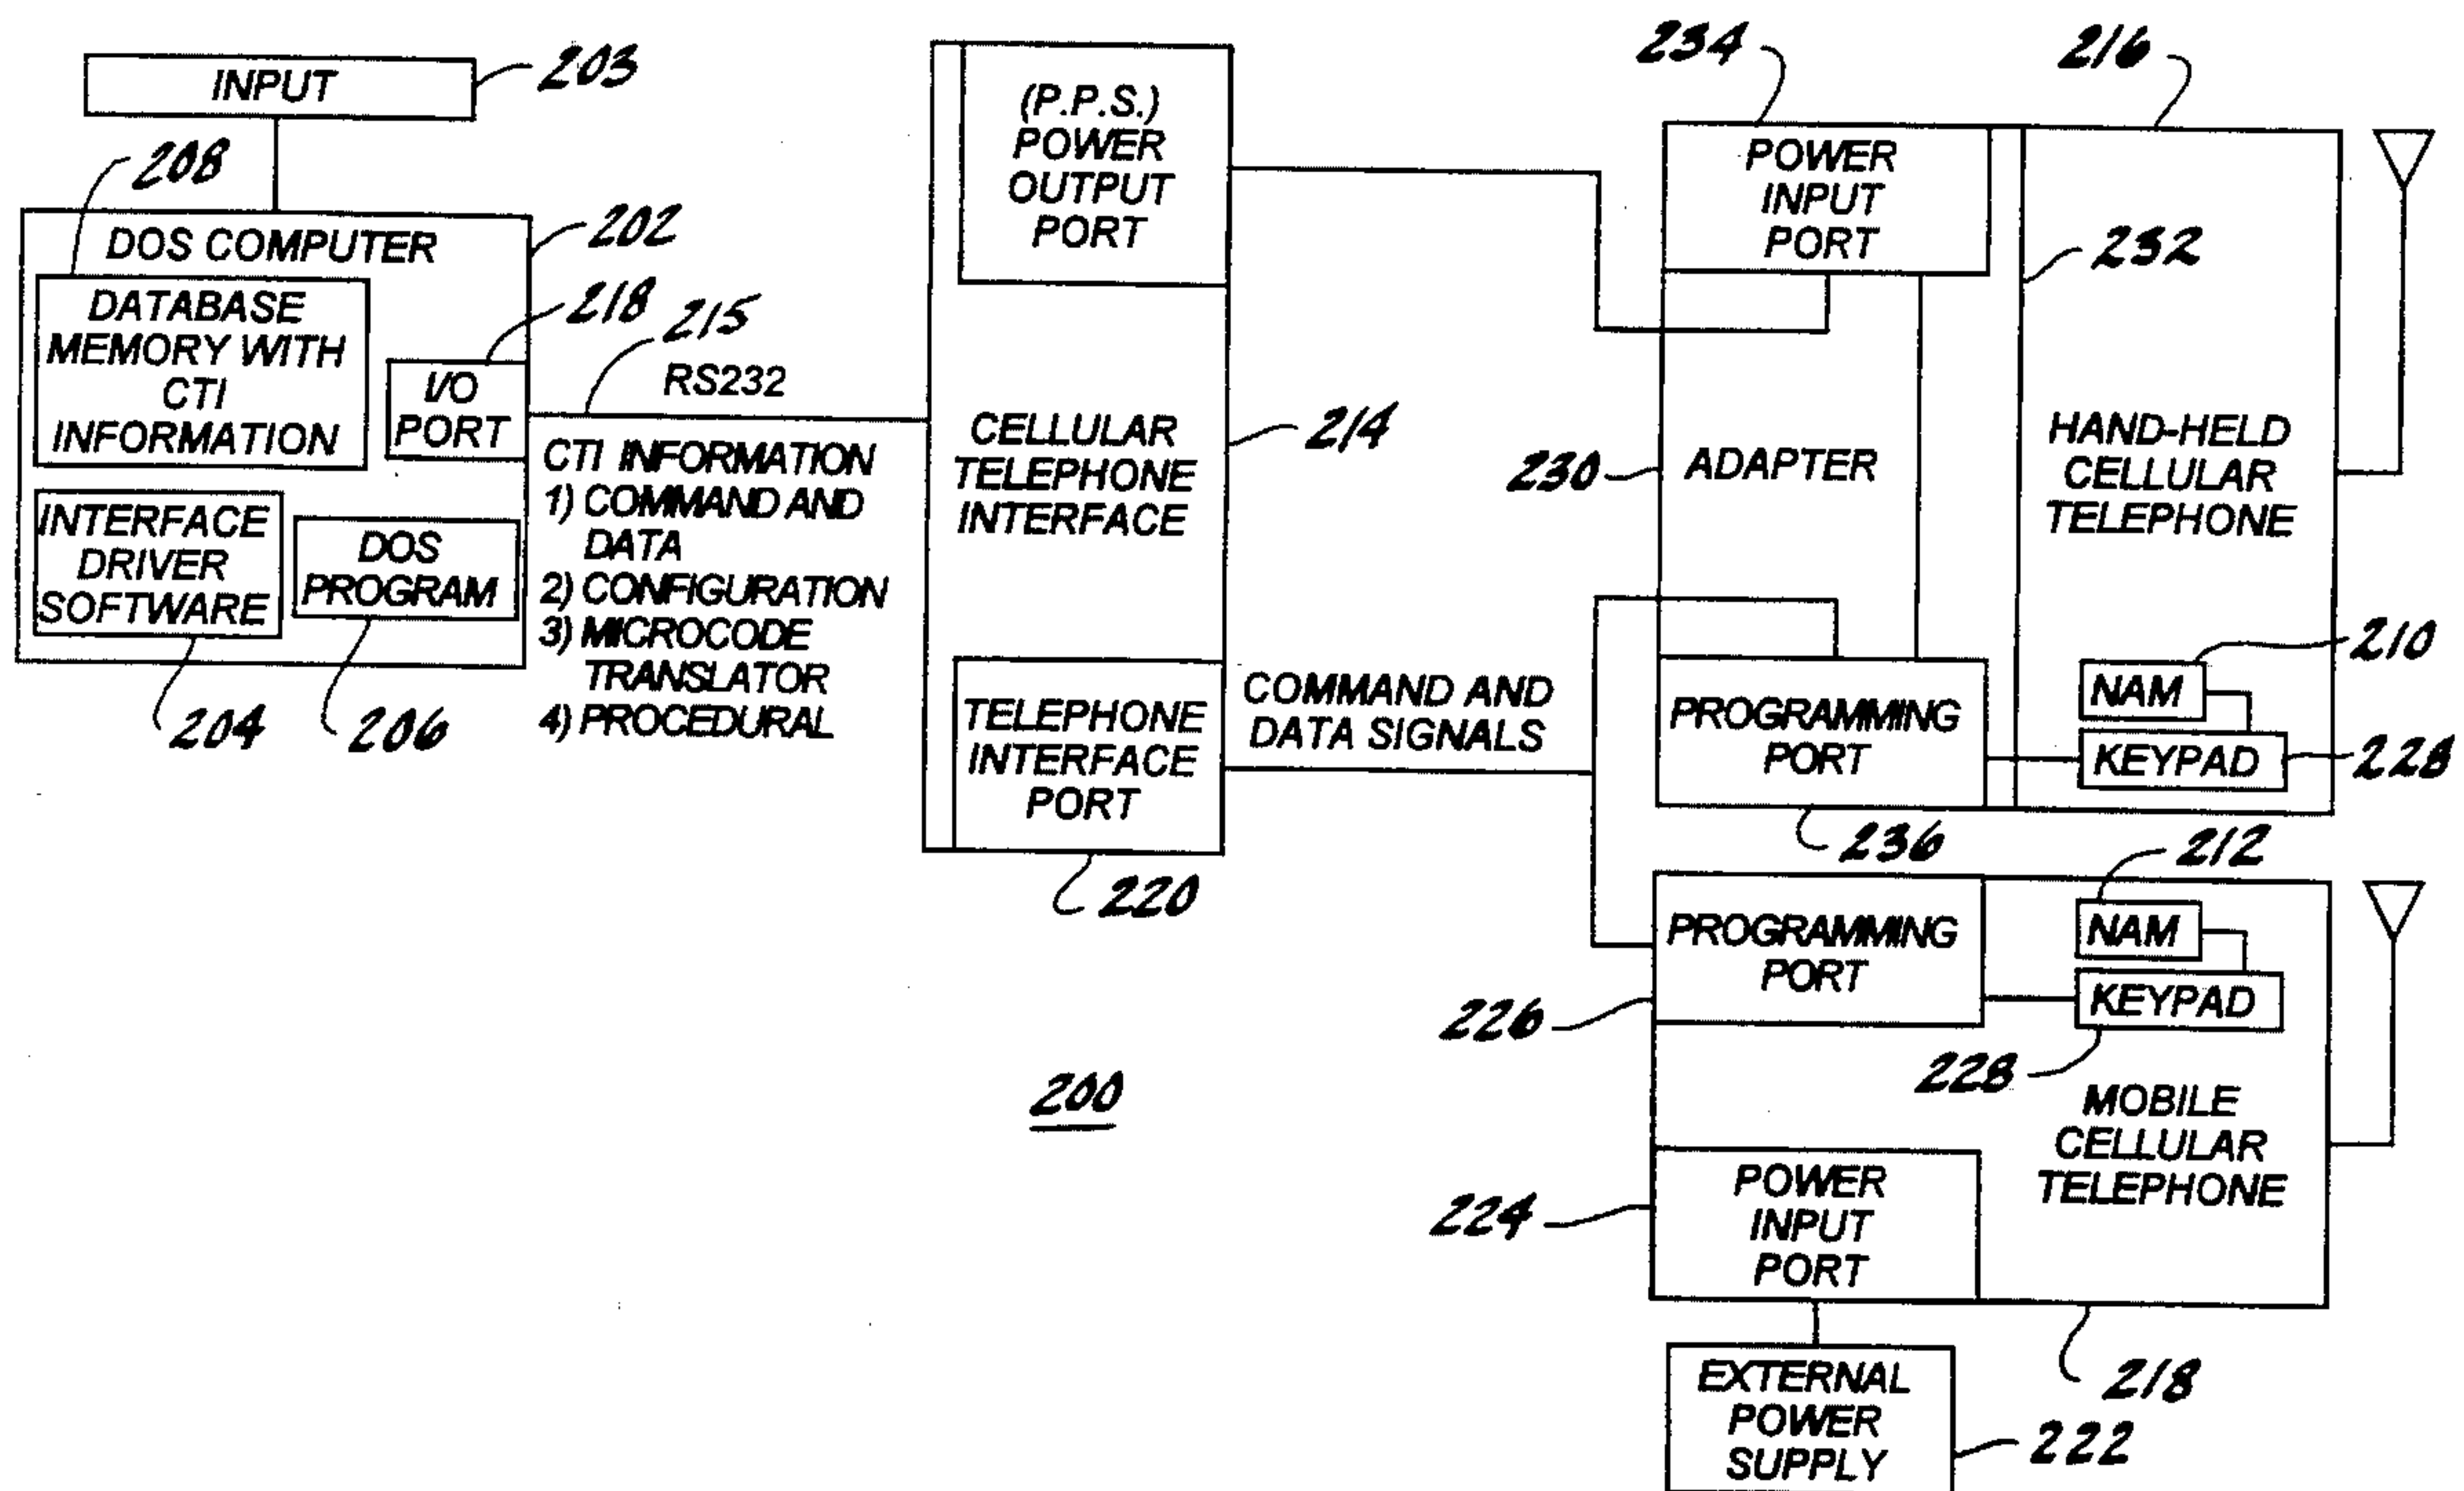 INPUT
203
208
DOS COMPUTER
202
DATABASE
MEMORY WITH
CTI
INFORMATION
218
I/O
PORT
INTERFACE
DRIVER
SOFTWARE
DOS
PROGRAM
204
206
215
RS232
CTI INFORMATION
1) COMMAND AND
DATA
2) CONFIGURATION
3) MICROCODE
TRANSLATOR
4) PROCEDURAL
(P.P.S.)
POWER
OUTPUT
PORT
CELLULAR
TELEPHONE
INTERFACE
214
TELEPHONE
INTERFACE
PORT
220
COMMAND AND
DATA SIGNALS
234
216
POWER
INPUT
PORT
232
230
ADAPTER
HAND-HELD
CELLULAR
TELEPHONE
210
NAM
PROGRAMMING
PORT
KEYPAD
228
236
212
PROGRAMMING
PORT
NAM
KEYPAD
226
228
MOBILE
CELLULAR
TELEPHONE
224
POWER
INPUT
PORT
218
EXTERNAL
POWER
SUPPLY
222
200